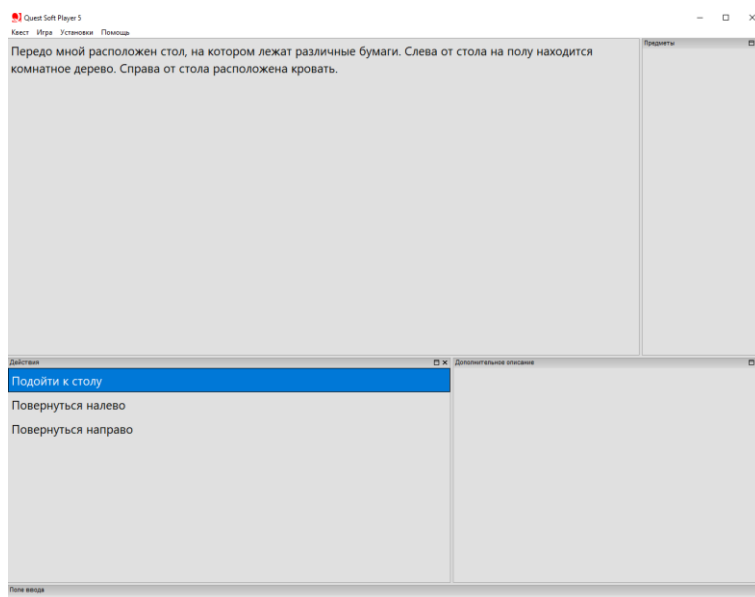 Quest Soft Player 5
Квест Игра Установки Помощь
Передо мной расположен стол, на котором лежат различные бумаги. Слева от стола на полу находится
комнатное дерево. Справа от стола расположена кровать.
Предметы
Действия
Подойти к столу
Повернуться налево
Повернуться направо
Дополнительное описание
Поле ввода